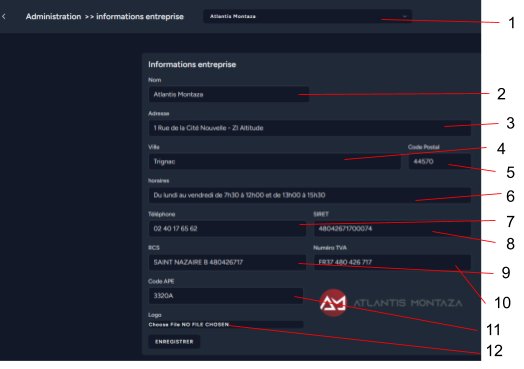 Administration >> informations entreprise
Atlantis Montaza
1
Informations entreprise
Nom
Atlantis Montaza
2
Adresse
1 Rue de la Cité Nouvelle - ZI Altitude
3
Ville
Code Postal
4
Trignac
44570
5
horaires
Du lundi au vendredi de 7h30 à 12h00 et de 13h00 à 15h30
6
Téléphone
SIRET
7
02 40 17 65 62
48042671700074
8
RCS
Numéro TVA
SAINT NAZAIRE B 480426717
FR37 480 426 717
9
Code APE
10
3320A
ATLANTIS MONTAZA
11
Logo
Choose File NO FILE CHOSEN
12
ENREGISTRER